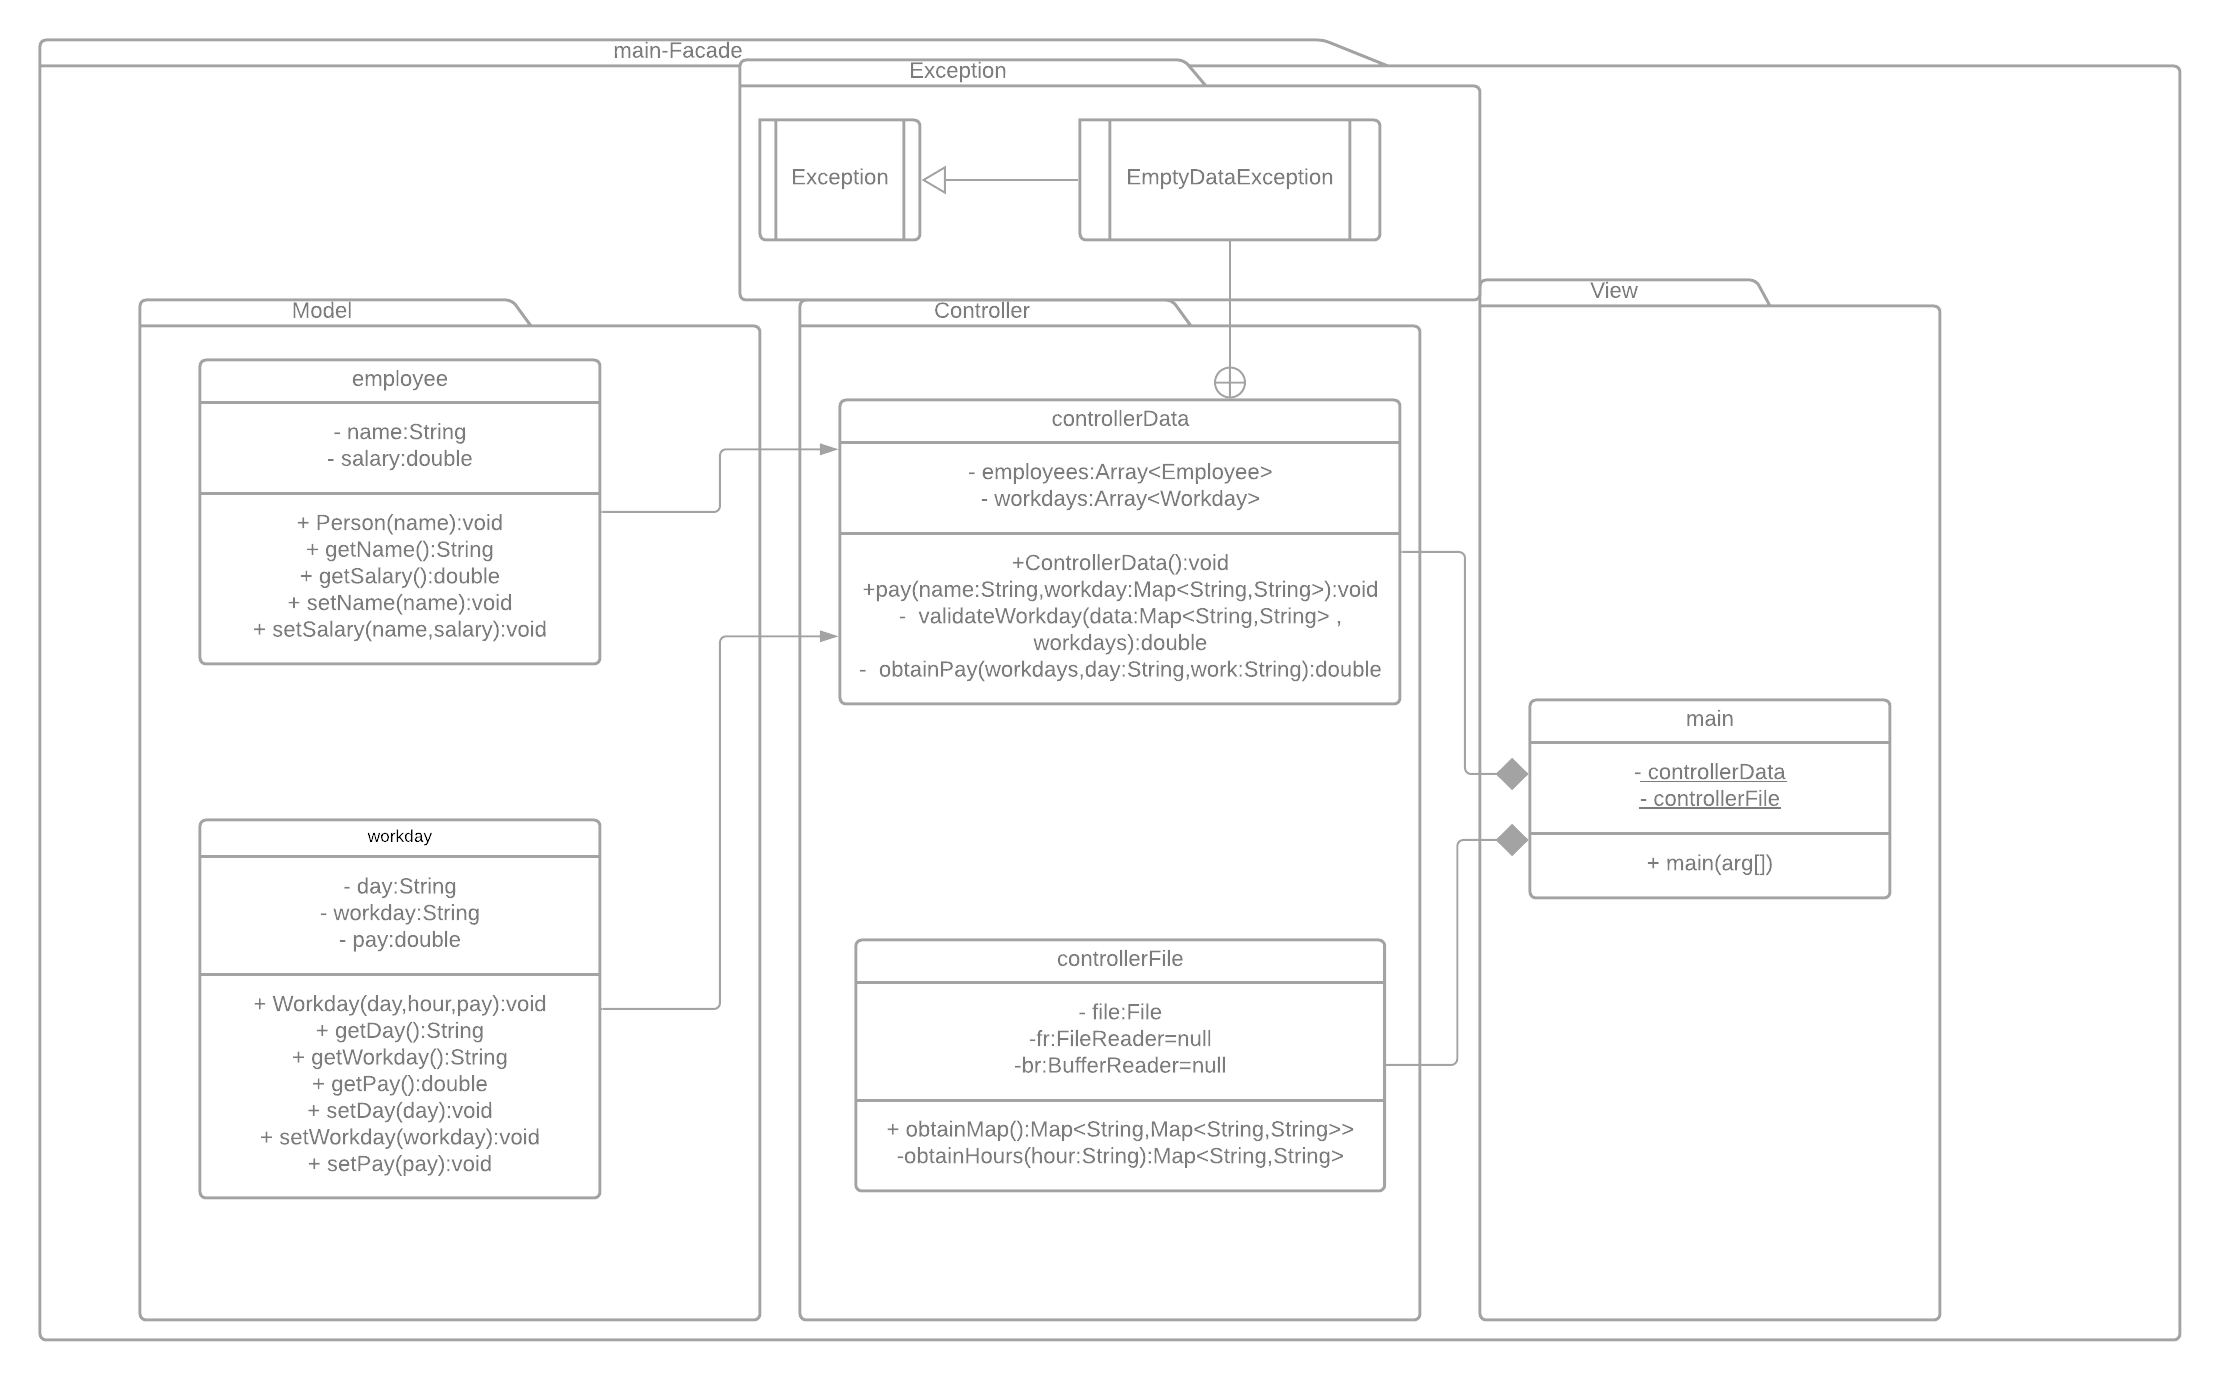 main-Facade
Exception
Exception
EmptyDataException
Model
employee
- name:String
- salary:double
+ Person(name):void
+ getName():String
+ getSalary():double
+ setName(name):void
+ setSalary(name,salary):void
workday
- day:String
- workday:String
- pay:double
+ Workday(day,hour,pay):void
+ getDay():String
+ getWorkday():String
+ getPay():double
+ setDay(day):void
+ setWorkday(workday):void
+ setPay(pay):void
Controller
controllerData
- employees:Array<Employee>
- workdays:Array<Workday>
+ControllerData():void
+pay(name:String,workday:Map<String,String>):void
- validateWorkday(data:Map<String,String> ,
workdays):double
- obtainPay(workdays,day:String,work:String):double
controllerFile
- file:File
-fr:FileReader=null
-br:BufferReader=null
+ obtainMap():Map<String,Map<String,String>>
-obtainHours(hour:String):Map<String,String>
View
main
- controllerData
- controllerFile
+ main(arg[])